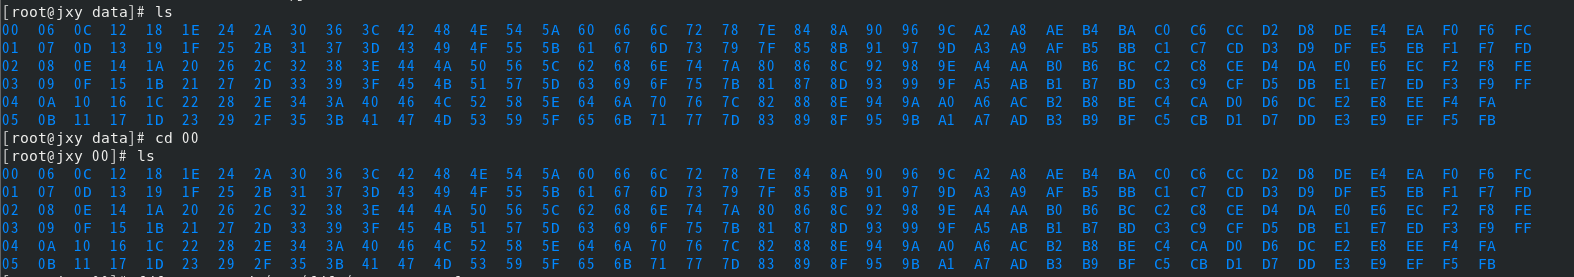 [root@jxy data]# ls
00 06 0C 12 18 1E 24 2A 30 36 3C 42 48 4E 54 5A 60 66 6C 72 78 7E 84 8A 90 96 9C A2 A8 AE B4 BA C0 C6 CC D2 D8 DE E4 EA F0 F6 FC
01 07 0D 13 19 1F 25 2B 31 37 3D 43 49 4F 55 5B 61 67 6D 73 79 7F 85 8B 91 97 9D A3 A9 AF B5 BB C1 C7 CD D3 D9 DF E5 EB F1 F7 FD
02 08 0E 14 1A 20 26 2C 32 38 3E 44 4A 50 56 5C 62 68 6E 74 7A 80 86 8C 92 98 9E A4 AA B0 B6 BC C2 C8 CE D4 DA E0 E6 EC F2 F8 FE
03 09 0F 15 1B 21 27 2D 33 39 3F 45 4B 51 57 5D 63 69 6F 75 7B 81 87 8D 93 99 9F A5 AB B1 B7 BD C3 C9 CF D5 DB E1 E7 ED F3 F9 FF
04 0A 10 16 1C 22 28 2E 34 3A 40 46 4C 52 58 5E 64 6A 70 76 7C 82 88 8E 94 9A A0 A6 AC B2 B8 BE C4 CA D0 D6 DC E2 E8 EE F4 FA
05 0B 11 17 1D 23 29 2F 35 3B 41 47 4D 53 59 5F 65 6B 71 77 7D 83 89 8F 95 9B A1 A7 AD B3 B9 BF C5 CB D1 D7 DD E3 E9 EF F5 FB
[root@jxy data]# cd 00
[root@jxy 00]# ls
00 06 0C 12 18 1E 24 2A 30 36 3C 42 48 4E 54 5A 60 66 6C 72 78 7E 84 8A 90 96 9C A2 A8 AE B4 BA C0 C6 CC D2 D8 DE E4 EA F0 F6 FC
01 07 0D 13 19 1F 25 2B 31 37 3D 43 49 4F 55 5B 61 67 6D 73 79 7F 85 8B 91 97 9D A3 A9 AF B5 BB C1 C7 CD D3 D9 DF E5 EB F1 F7 FD
02 08 0E 14 1A 20 26 2C 32 38 3E 44 4A 50 56 5C 62 68 6E 74 7A 80 86 8C 92 98 9E A4 AA B0 B6 BC C2 C8 CE D4 DA E0 E6 EC F2 F8 FE
03 09 0F 15 1B 21 27 2D 33 39 3F 45 4B 51 57 5D 63 69 6F 75 7B 81 87 8D 93 99 9F A5 AB B1 B7 BD C3 C9 CF D5 DB E1 E7 ED F3 F9 FF
04 0A 10 16 1C 22 28 2E 34 3A 40 46 4C 52 58 5E 64 6A 70 76 7C 82 88 8E 94 9A A0 A6 AC B2 B8 BE C4 CA D0 D6 DC E2 E8 EE F4 FA
05 0B 11 17 1D 23 29 2F 35 3B 41 47 4D 53 59 5F 65 6B 71 77 7D 83 89 8F 95 9B A1 A7 AD B3 B9 BF C5 CB D1 D7 DD E3 E9 EF F5 FB